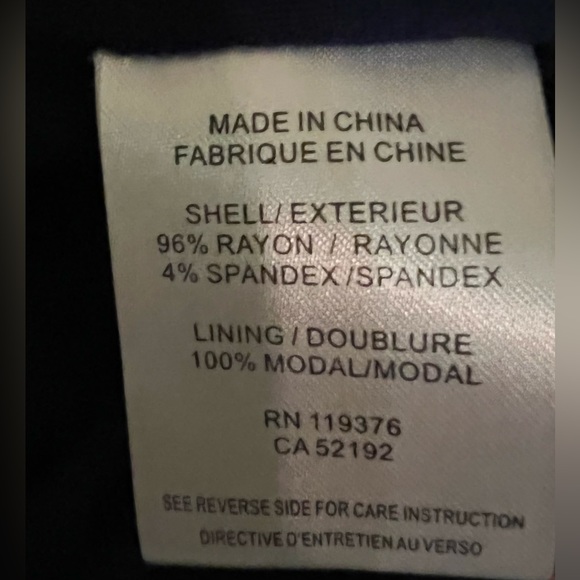 MADE IN CHINA
FABRIQUE EN CHINE
SHELL/ EXTERIEUR
96% RAYON / RAYONNE
4% SPANDEX/SPANDEX
LINING / DOUBLURE
100% MODAL/MODAL
RN 119376
CA 52192
SEE REVERSE SIDE FOR CARE INSTRUCTION
DIRECTIVE D'ENTRETIEN AU VERSO